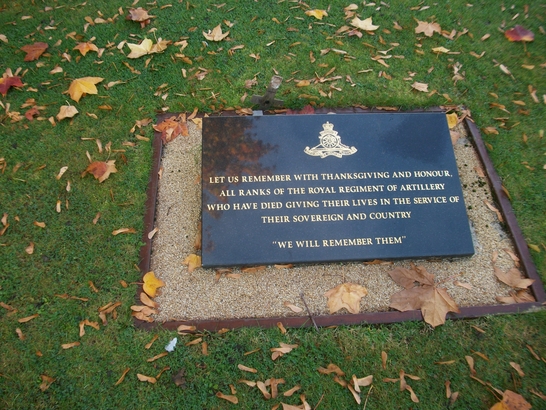 LET US REMEMBER WITH THANKSGIVING AND HONOUR,
ALL RANKS OF THE ROYAL REGIMENT OF ARTILLERY
WHO HAVE DIED GIVING THEIR LIVES IN THE SERVICE OF
THEIR SOVEREIGN AND COUNTRY
"WE WILL REMEMBER THEM"